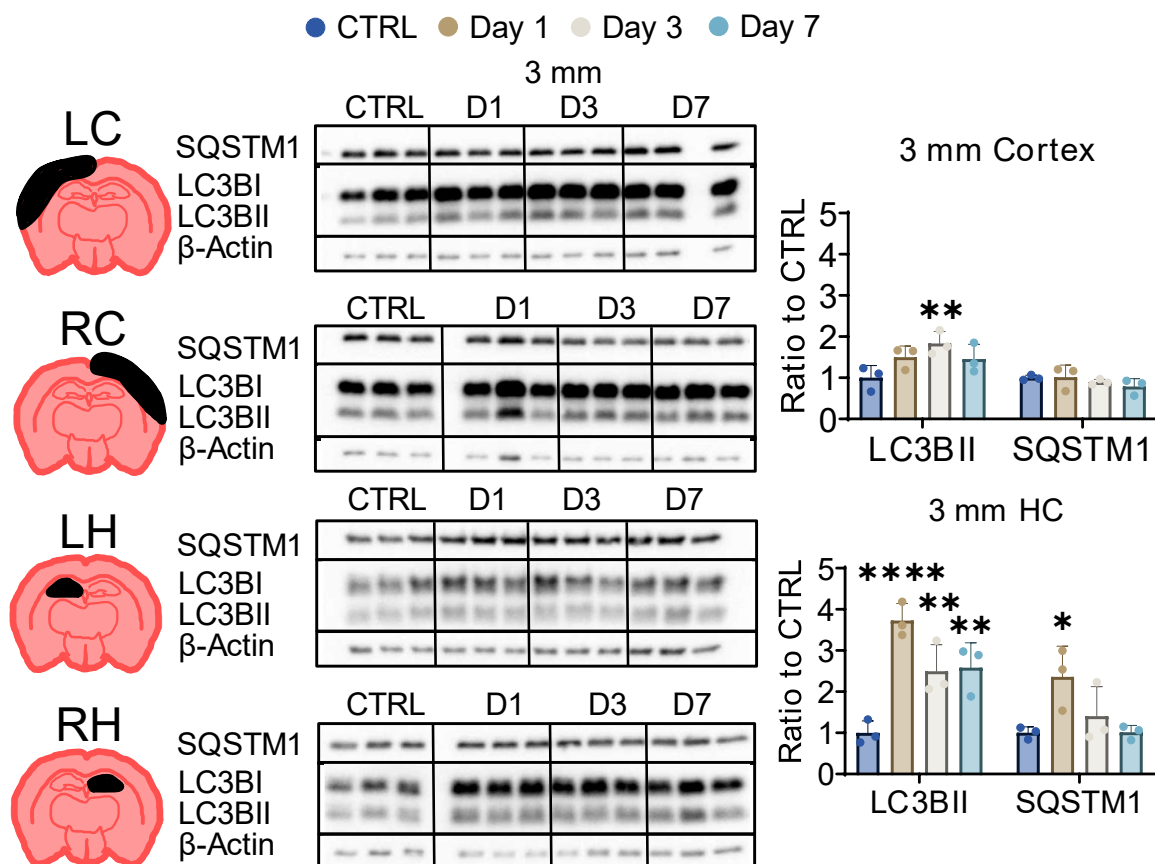 CTRL Day 1 Day 3 Day 7
3 mm
CTRL D1 D3 D7
LC
SQSTM1
LC3BI
LC3BII
β-Actin
CTRL D1 D3 D7
RC
SQSTM1
LC3BI
LC3BII
β-Actin
CTRL D1 D3 D7
LH
SQSTM1
LC3BI
LC3BII
β-Actin
CTRL D1 D3 D7
RH
SQSTM1
LC3BI
LC3BII
β-Actin
3 mm Cortex
Ratio to CTRL
5
4
3
2
1
0
**
LC3BII SQSTM1
3 mm HC
Ratio to CTRL
5
4
3
2
1
0
****
**
**
*
LC3BII SQSTM1